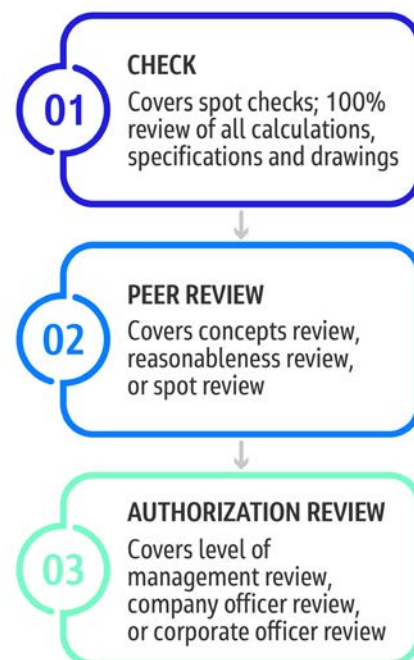 01
CHECK
Covers spot checks; 100%
review of all calculations,
specifications and drawings
02
PEER REVIEW
Covers concepts review,
reasonableness review,
or spot review
03
AUTHORIZATION REVIEW
Covers level of
management review,
company officer review,
or corporate officer review